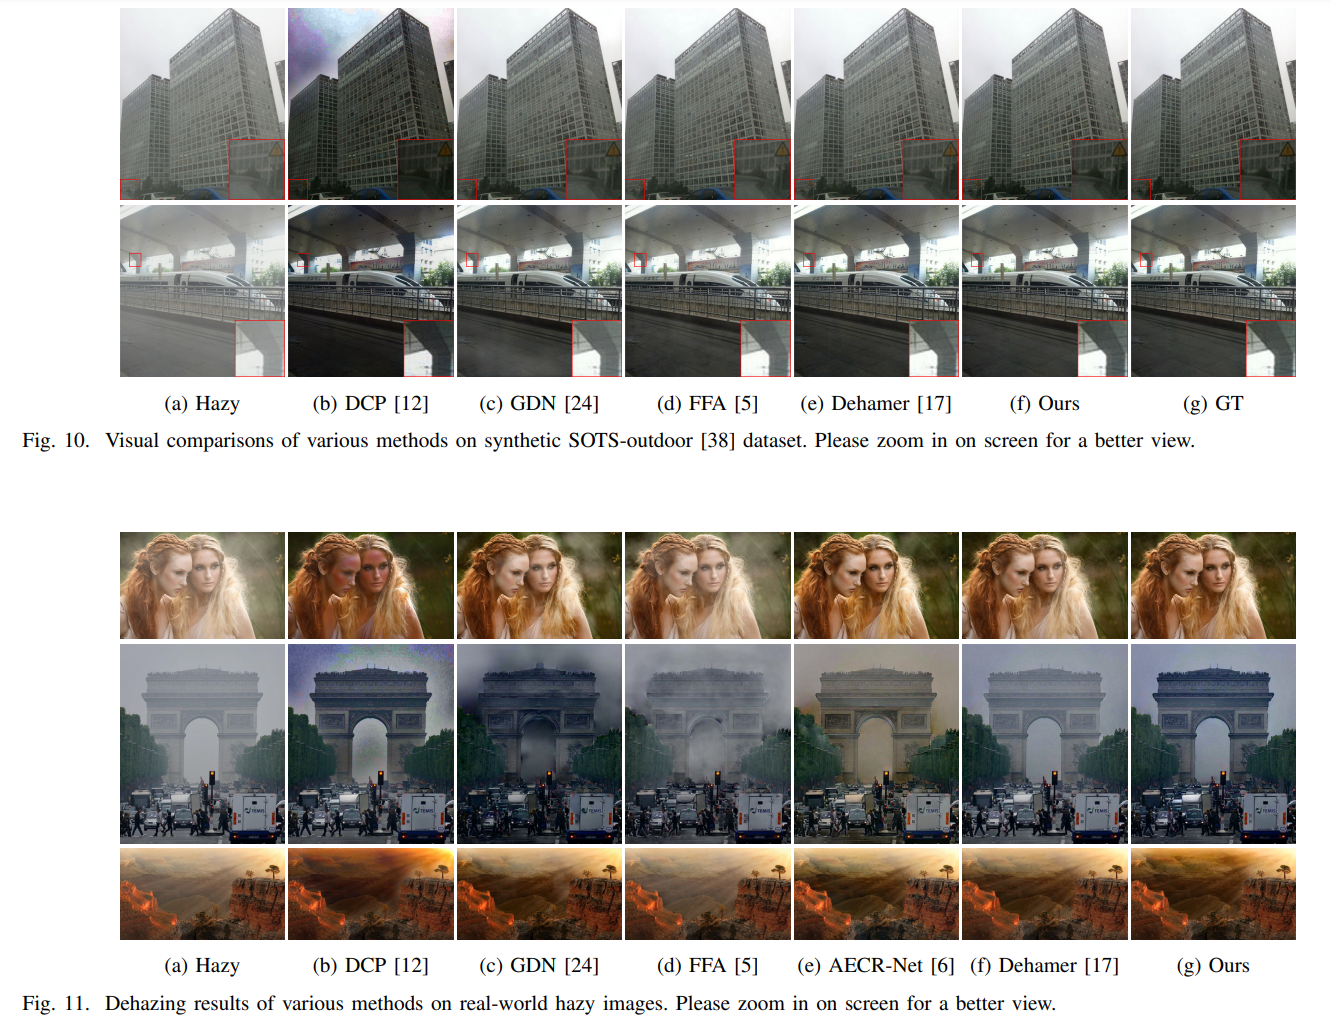 (a) Hazy (b) DCP [12] (c) GDN [24] (d) FFA [5] (e) Dehamer [17] (f) Ours (g) GT
Fig. 10. Visual comparisons of various methods on synthetic SOTS-outdoor [38] dataset. Please zoom in on screen for a better view.
(a) Hazy (b) DCP [12] (c) GDN [24] (d) FFA [5] (e) AECR-Net [6] (f) Dehamer [17] (g) Ours
Fig. 11. Dehazing results of various methods on real-world hazy images. Please zoom in on screen for a better view.